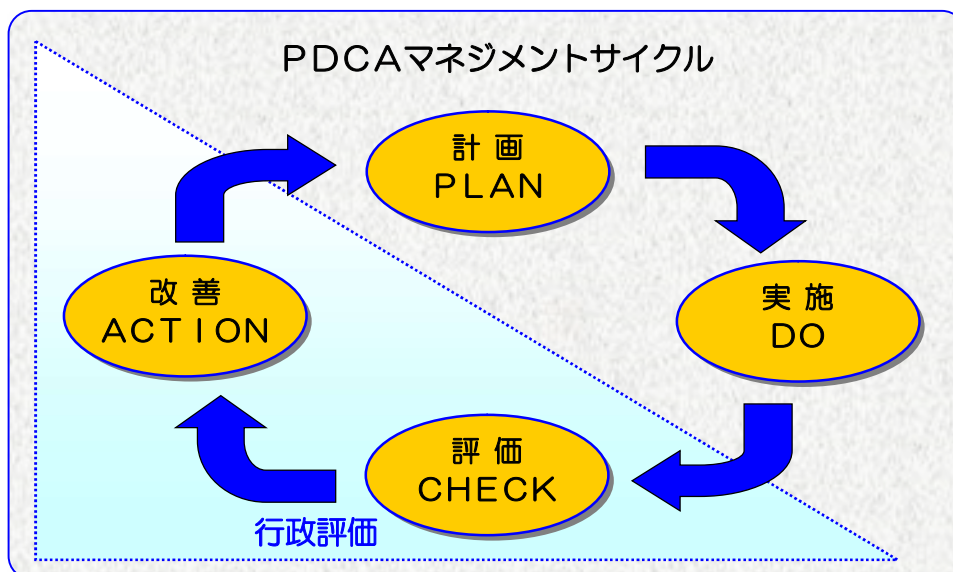 PDCAマネジメントサイクル
計画
PLAN
実施
DO
評価
CHECK
改善
ACTION
行政評価